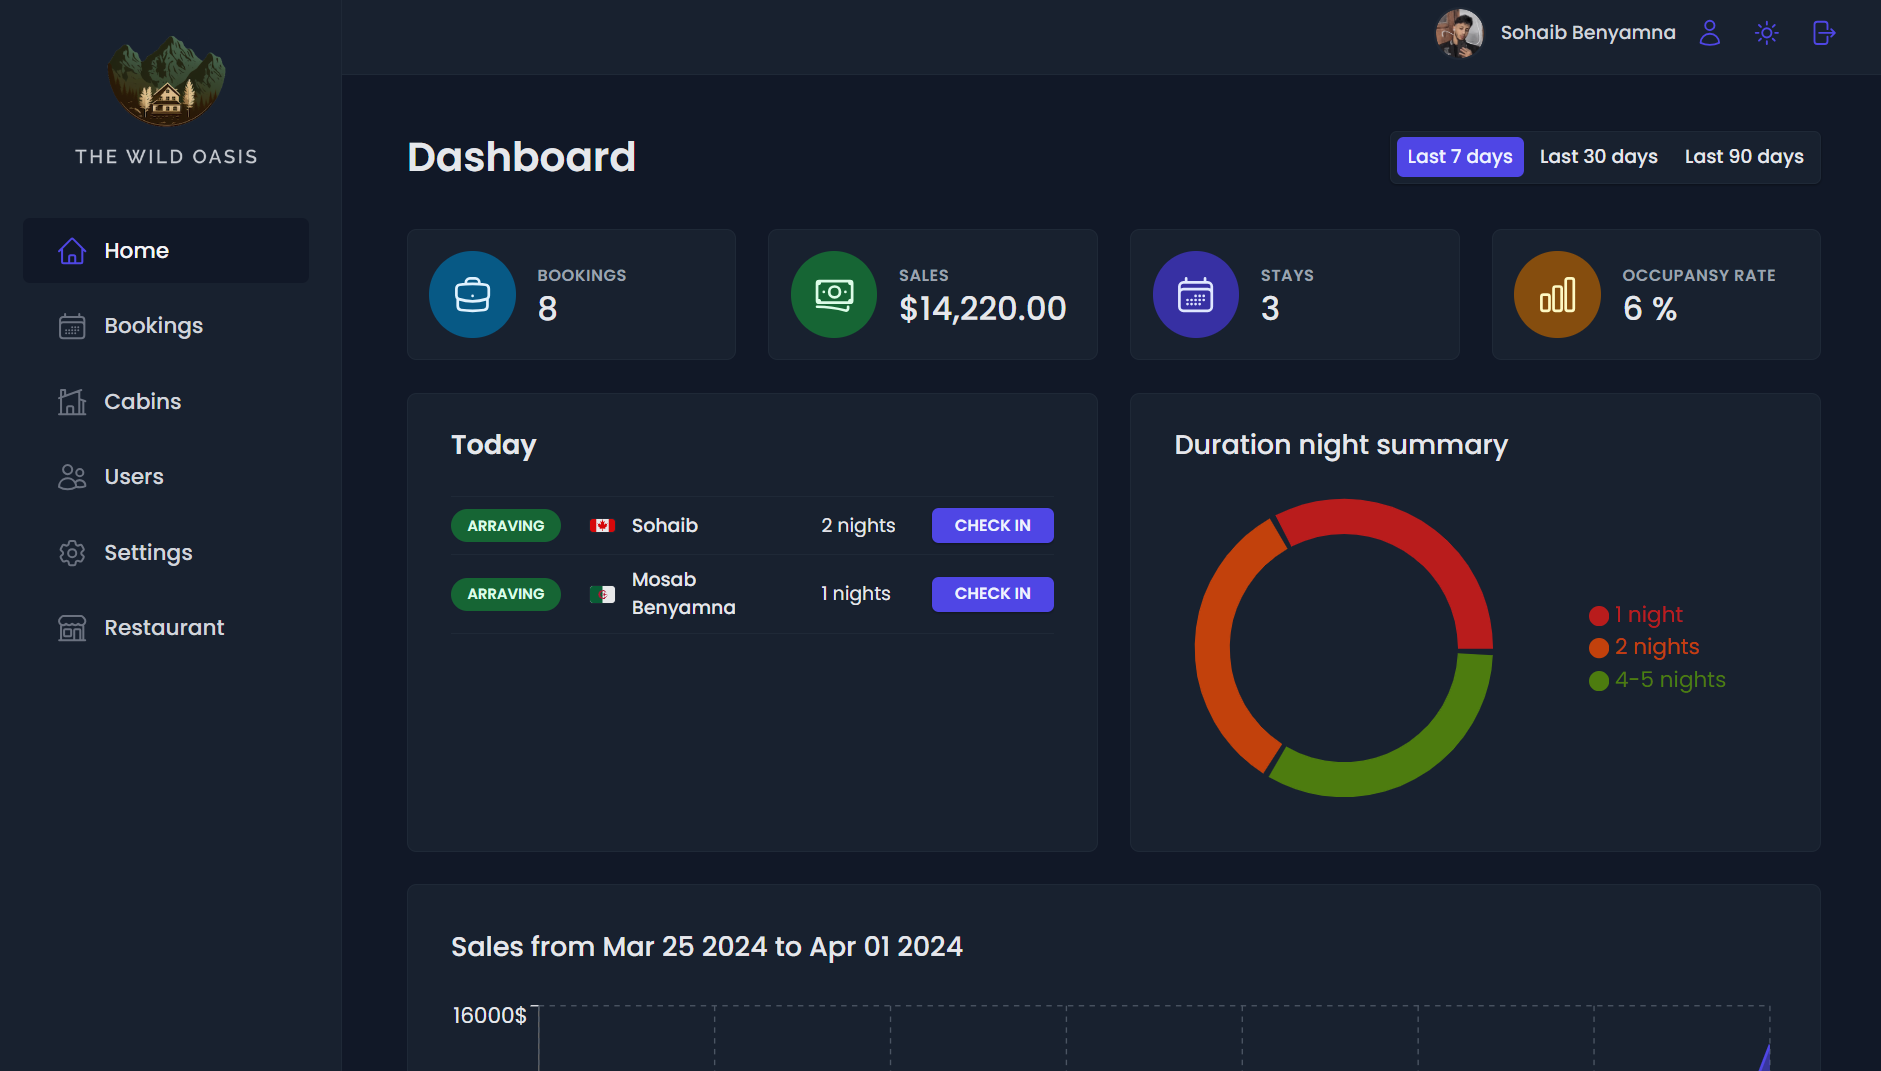 THE WILD OASIS
Home
Bookings
Cabins
Users
Settings
Restaurant
Sohaib Benyamna
Dashboard
Last 7 days
Last 30 days
Last 90 days
BOOKINGS
8
SALES
$14,220.00
STAYS
3
OCCUPANSY RATE
6 %
Today
ARRAVING Sohaib 2 nights CHECK IN
ARRAVING Mosab
Benyamna 1 nights CHECK IN
Duration night summary
1 night
2 nights
4-5 nights
Sales from Mar 25 2024 to Apr 01 2024
16000$